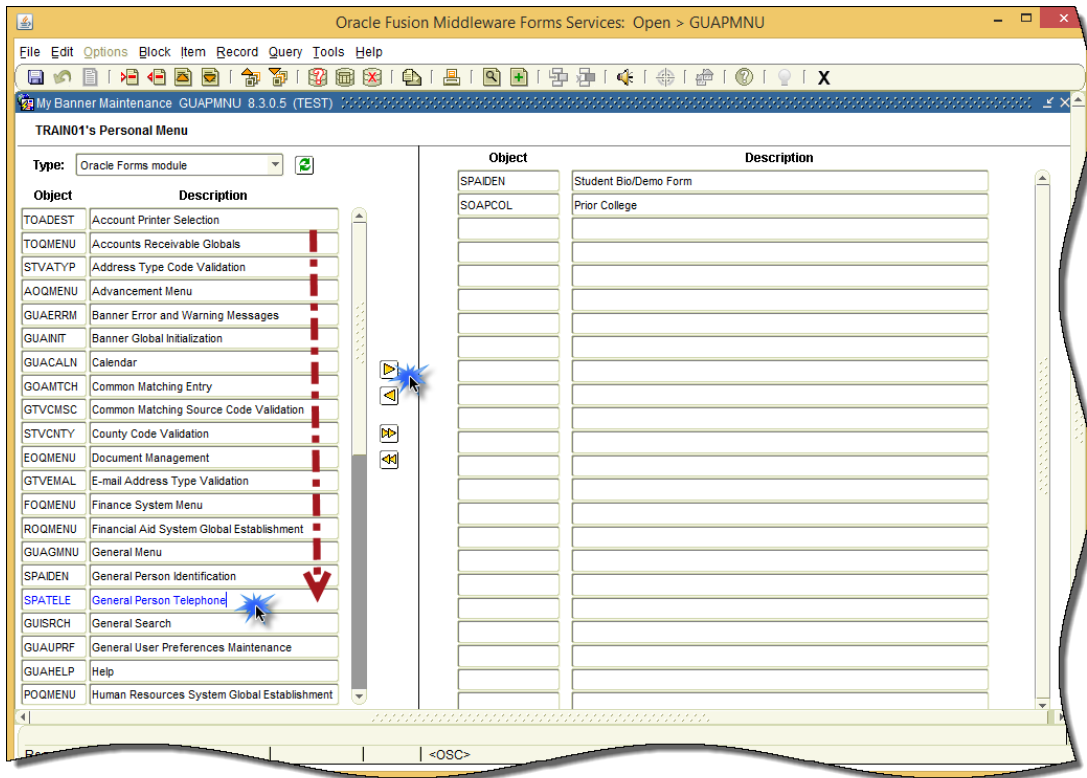 Oracle Fusion Middleware Forms Services: Open > GUAPMNU
File Edit Options Block Item Record Query Tools Help
My Banner Maintenance GUAPMNU 8.3.0.5 (TEST)
TRAIN01's Personal Menu
Type: Oracle Forms module
Object Description
TOADEST Account Printer Selection
TOQMENU Accounts Receivable Globals
STVATYP Address Type Code Validation
AOQMENU Advancement Menu
GUAERRM Banner Error and Warning Messages
GUAINIT Banner Global Initialization
GUACALN Calendar
GOAMTCH Common Matching Entry
GTVCMSC Common Matching Source Code Validation
STVCNTY County Code Validation
EOQMENU Document Management
GTVEMAL E-mail Address Type Validation
FOQMENU Finance System Menu
ROQMENU Financial Aid System Global Establishment
GUAGMNU General Menu
SPAIDEN General Person Identification
SPATELE General Person Telephone
GUISRCH General Search
GUAUPRF General User Preferences Maintenance
GUAHELP Help
POQMENU Human Resources System Global Establishment
Object Description
SPAIDEN Student Bio/Demo Form
SOAPCOL Prior College
<OSC>